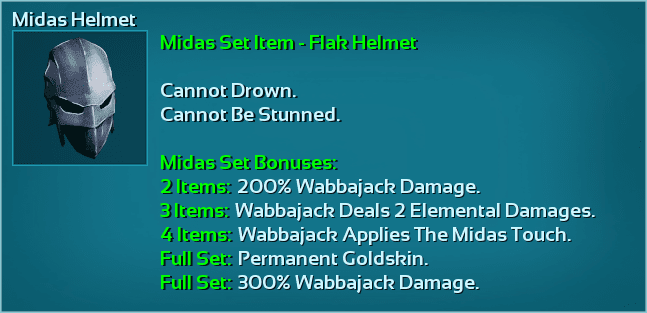 Midas Helmet
Midas Set Item - Flak Helmet
Cannot Drown.
Cannot Be Stunned.
Midas Set Bonuses:
2 Items: 200% Wabbajack Damage.
3 Items: Wabbajack Deals 2 Elemental Damages.
4 Items: Wabbajack Applies The Midas Touch.
Full Set: Permanent Goldskin.
Full Set: 300% Wabbajack Damage.